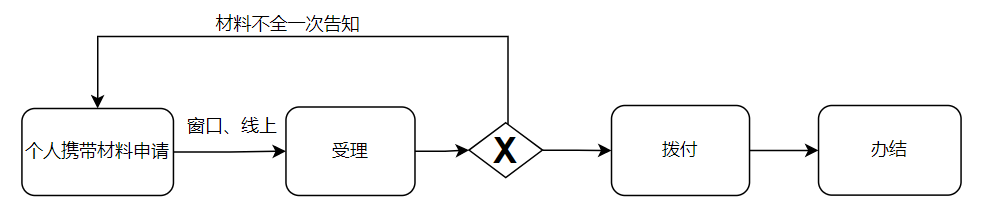 材料不全一次告知
个人携带材料申请
窗口、线上
受理
X
拨付
办结